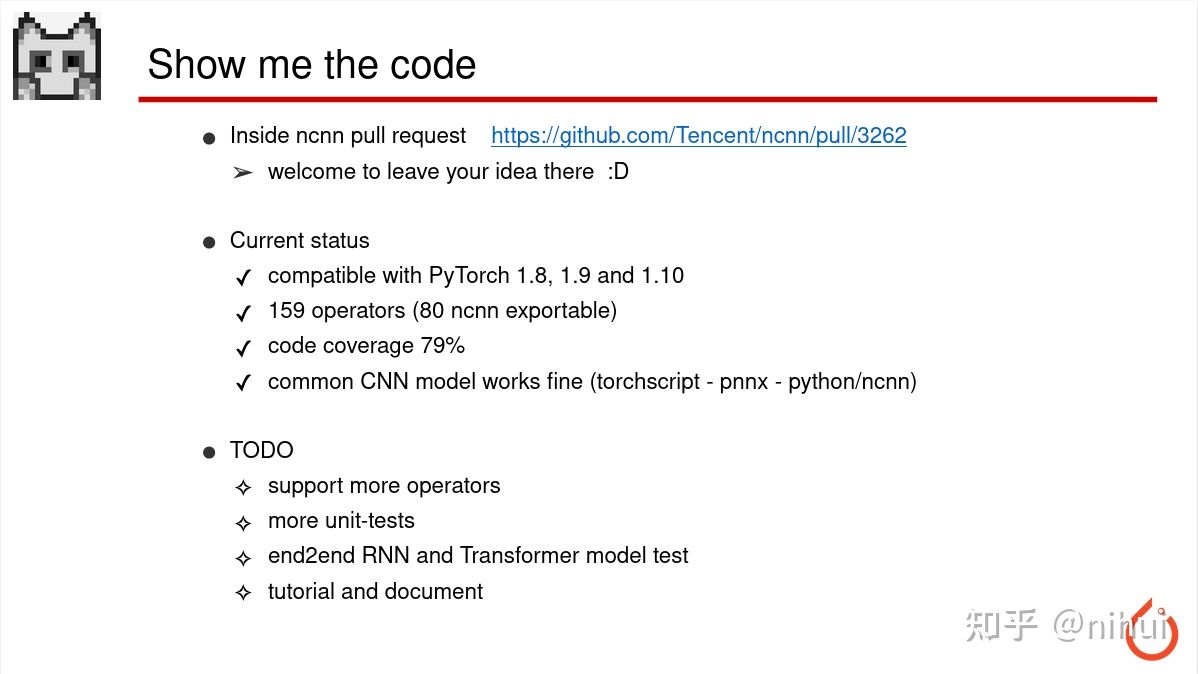 Show me the code
● Inside ncnn pull request https://github.com/Tencent/ncnn/pull/3262
➢ welcome to leave your idea there :D
● Current status
✓ compatible with PyTorch 1.8, 1.9 and 1.10
✓ 159 operators (80 ncnn exportable)
✓ code coverage 79%
✓ common CNN model works fine (torchscript - pnnx - python/ncnn)
● TODO
✧ support more operators
✧ more unit-tests
✧ end2end RNN and Transformer model test
✧ tutorial and document
知乎 @nihui